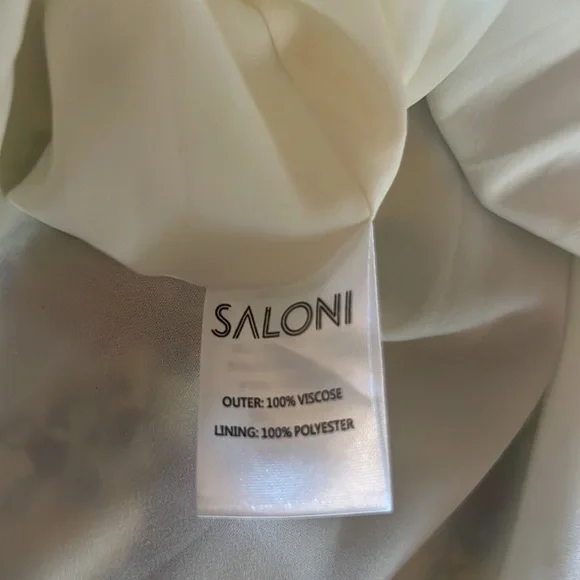 SALONI
OUTER: 100% VISCOSE
LINING: 100% POLYESTER